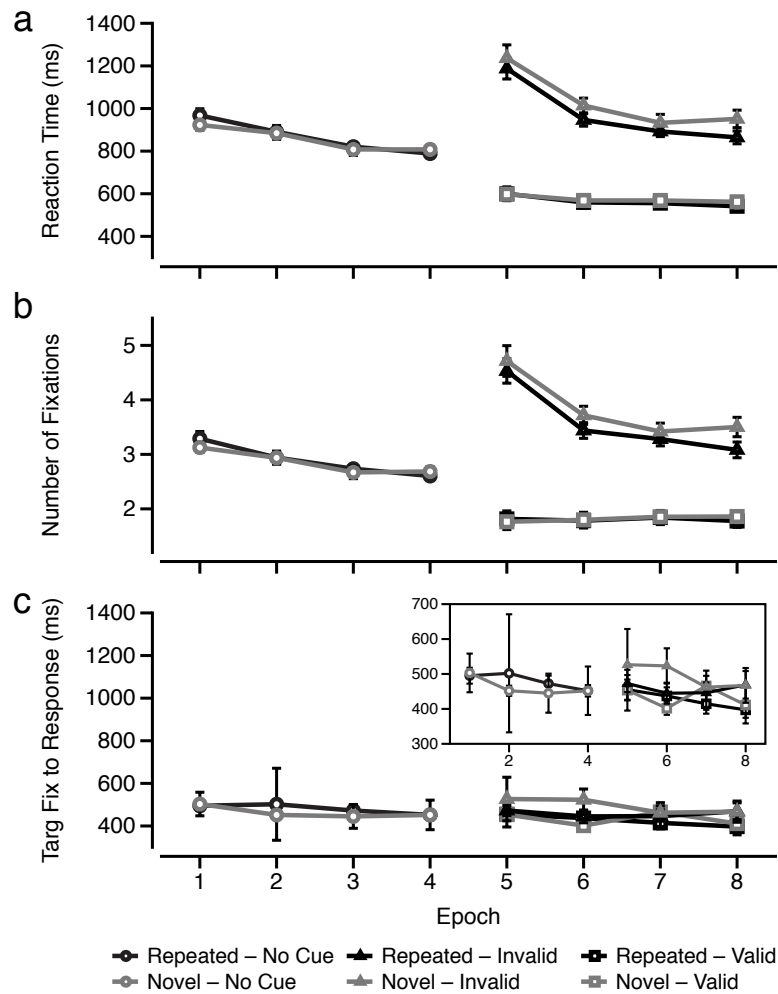 a
Reaction Time (ms)
1400
1200
1000
800
600
400
b
Number of Fixations
5
4
3
2
c
Targ Fix to Response (ms)
1400
1200
1000
800
600
400
700
600
500
400
300
2 4 6 8
1 2 3 4 5 6 7 8
Epoch
Repeated – No Cue Repeated – Invalid Repeated – Valid
Novel – No Cue Novel – Invalid Novel – Valid